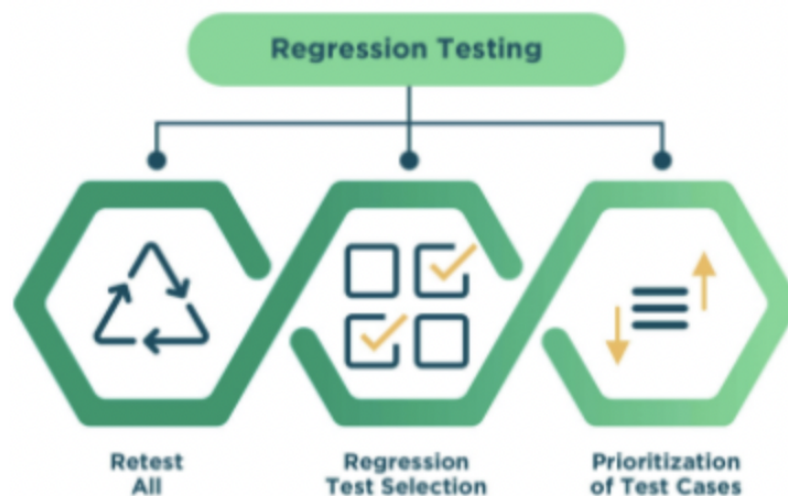 Regression Testing
Retest
All
Regression
Test Selection
Prioritization
of Test Cases